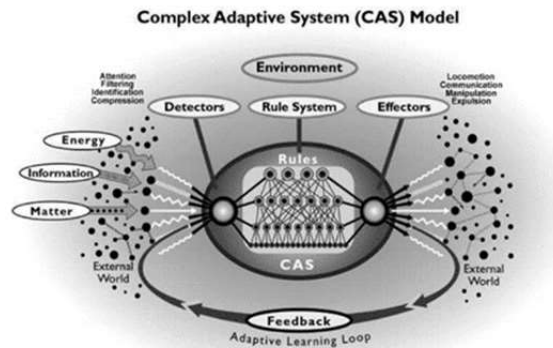 Complex Adaptive System (CAS) Model
Environment
Attention
Filtering
Identification
Compression
Locomotion
Communication
Manipulation
Expulsion
Detectors
Rule System
Effectors
Energy
Information
Matter
Rules
CAS
External
World
External
World
Feedback
Adaptive Learning Loop